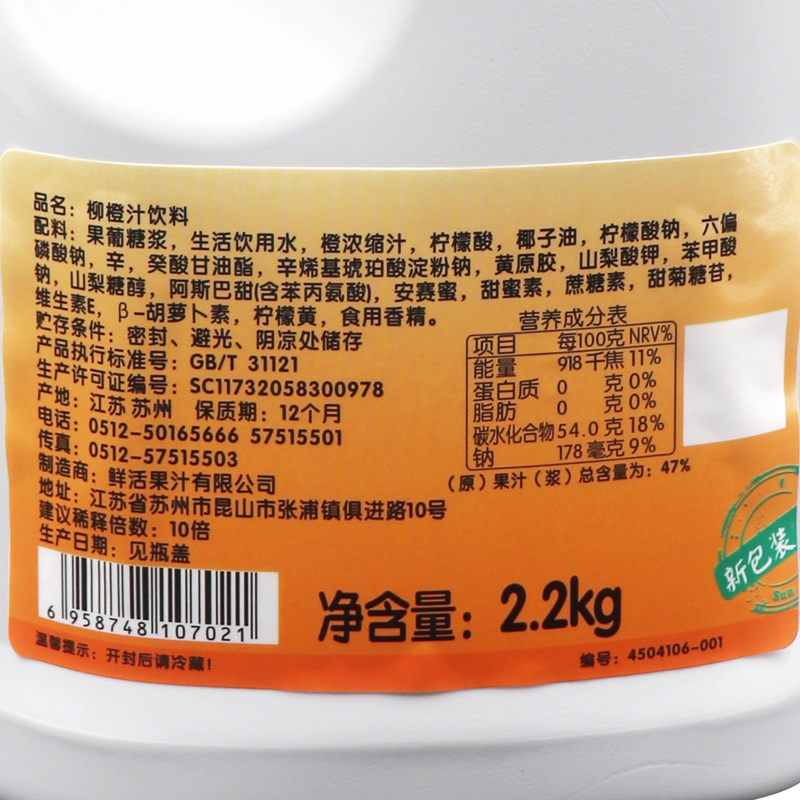 品名：柳橙汁饮料
配料：果葡糖浆，生活饮用水，橙浓缩汁，柠檬酸，椰子油，柠檬酸钠，六偏
磷酸钠，辛，癸酸甘油酯，辛烯基琥珀酸淀粉钠，黄原胶，山梨酸钾，苯甲酸
钠，山梨糖醇，阿斯巴甜(含苯丙氨酸)，安赛蜜，甜蜜素，蔗糖素，甜菊糖苷，
维生素E，β-胡萝卜素，柠檬黄，食用香精。
贮存条件：密封、避光、阴凉处储存
产品执行标准号：GB/T 31121
生产许可证编号：SC11732058300978
产地：江苏 苏州 保质期：12个月
电话：0512-50165666 57515501
传真：0512-57515503
制造商：鲜活果汁有限公司
地址：江苏省苏州市昆山市张浦镇俱进路10号
建议稀释倍数：10倍
生产日期：见瓶盖
营养成分表
项目 每100克 NRV%
能量 918 千焦 11%
蛋白质 0 克 0%
脂肪 0 克 0%
碳水化合物 54.0 克 18%
钠 178 毫克 9%
（原）果汁（浆）总含量为：47%
新包装
Sun
6 958748 107021
净含量：2.2kg
温馨提示：开封后请冷藏！
编号：4504106-001